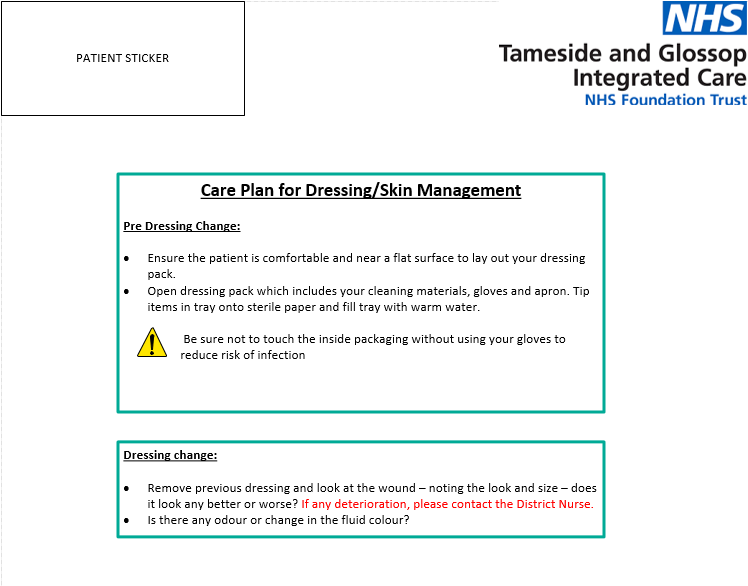 PATIENT STICKER
NHS
Tameside and Glossop
Integrated Care
NHS Foundation Trust
Care Plan for Dressing/Skin Management
Pre Dressing Change:
● Ensure the patient is comfortable and near a flat surface to lay out your dressing
pack.
● Open dressing pack which includes your cleaning materials, gloves and apron. Tip
items in tray onto sterile paper and fill tray with warm water.
Be sure not to touch the inside packaging without using your gloves to
reduce risk of infection
Dressing change:
● Remove previous dressing and look at the wound – noting the look and size – does
it look any better or worse? If any deterioration, please contact the District Nurse.
● Is there any odour or change in the fluid colour?